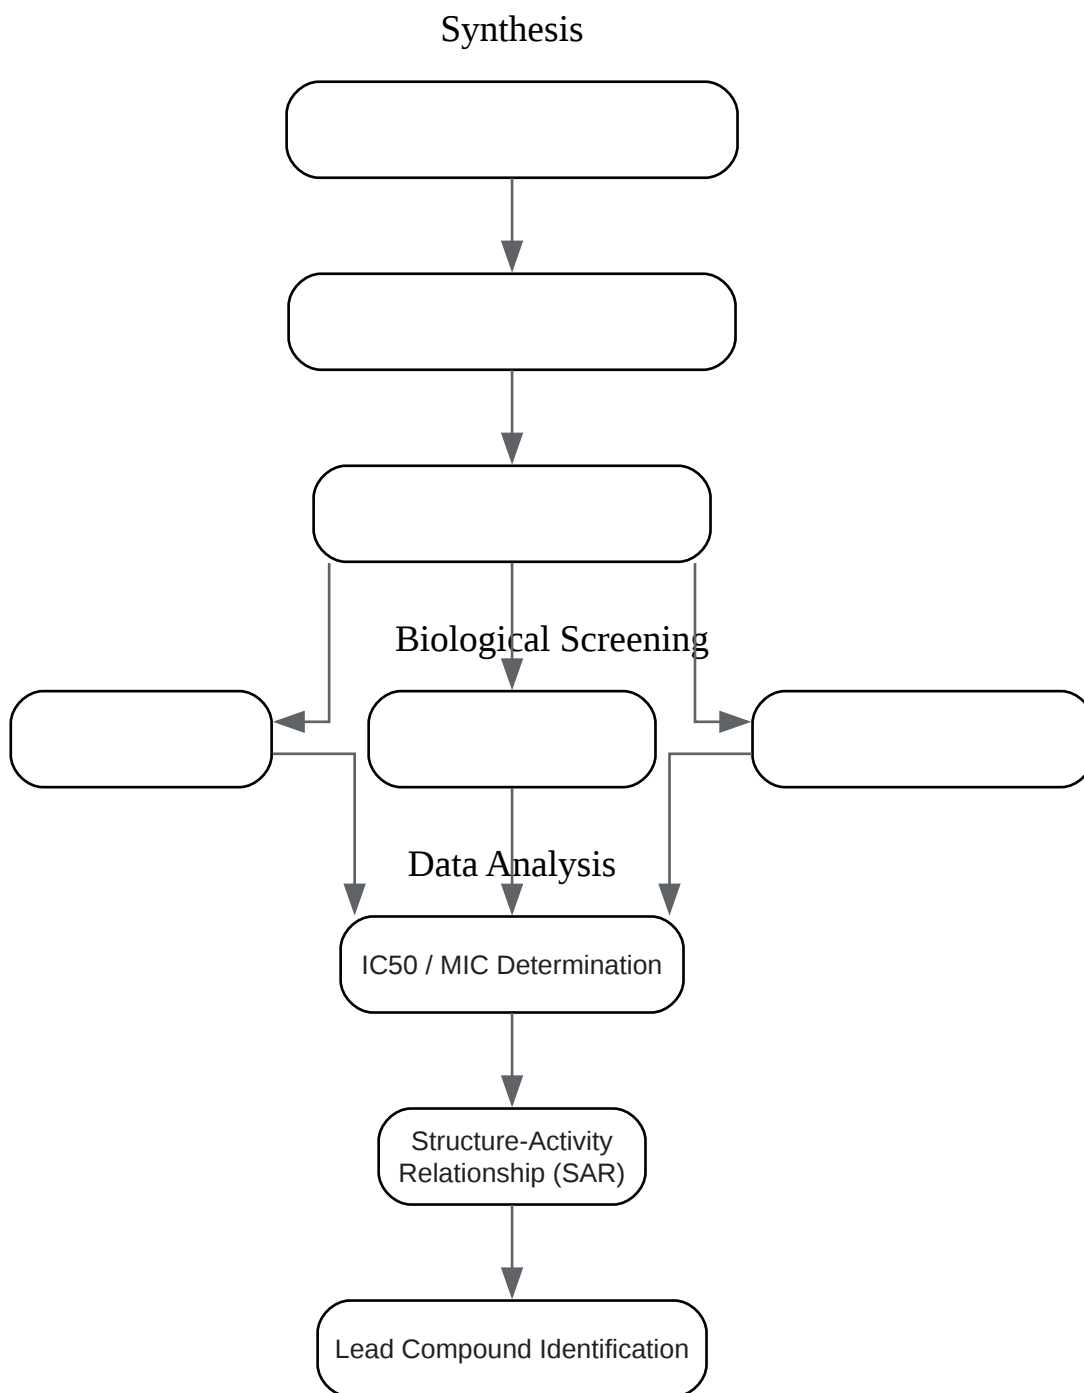 Synthesis
Biological Screening
Data Analysis
IC50 / MIC Determination
Structure-Activity
Relationship (SAR)
Lead Compound Identification